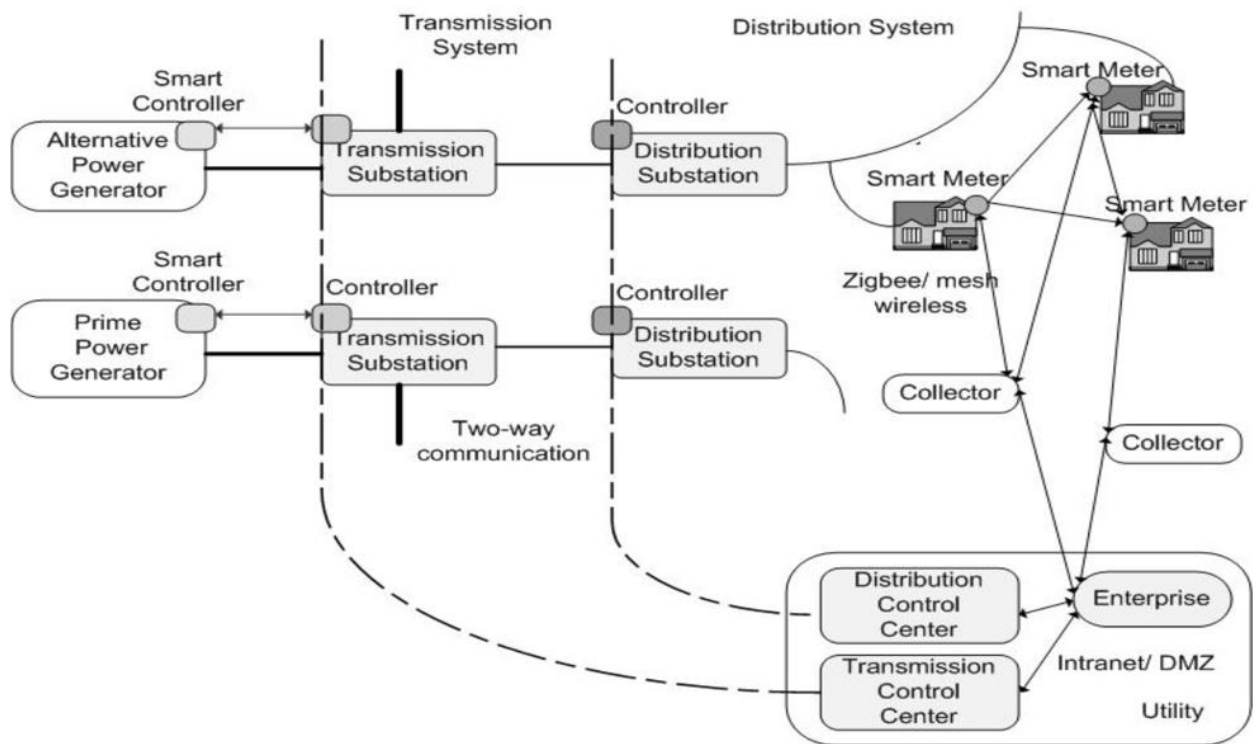 Transmission
System
Distribution System
Smart
Controller
Controller
Smart Meter
Alternative
Power
Generator
Transmission
Substation
Distribution
Substation
Smart Meter
Smart Meter
Smart
Controller
Controller
Controller
Zigbee/ mesh
wireless
Prime
Power
Generator
Transmission
Substation
Distribution
Substation
Collector
Two-way
communication
Collector
Distribution
Control
Center
Enterprise
Transmission
Control
Center
Intranet/ DMZ
Utility